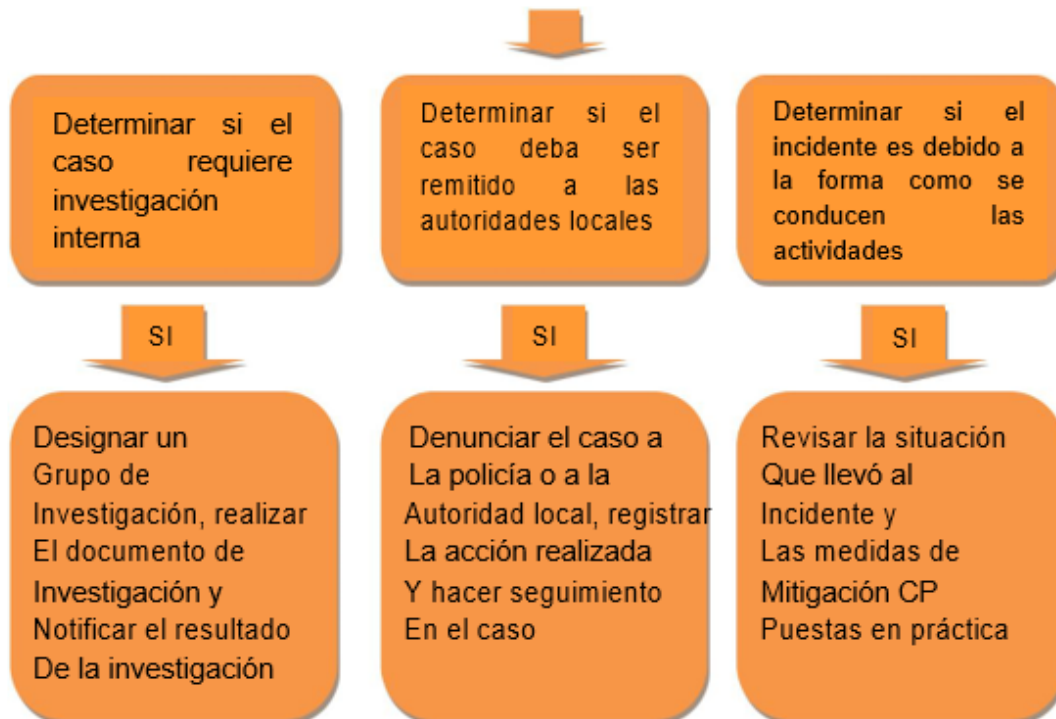 Determinar si el
caso requiere
investigación
interna
Determinar si el
caso deba ser
remitido a las
autoridades locales
Determinar si el
incidente es debido a
la forma como se
conducen las
actividades
SI
SI
SI
Designar un
Grupo de
Investigación, realizar
El documento de
Investigación y
Notificar el resultado
De la investigación
Denunciar el caso a
La policía o a la
Autoridad local, registrar
La acción realizada
Y hacer seguimiento
En el caso
Revisar la situación
Que llevó al
Incidente y
Las medidas de
Mitigación CP
Puestas en práctica